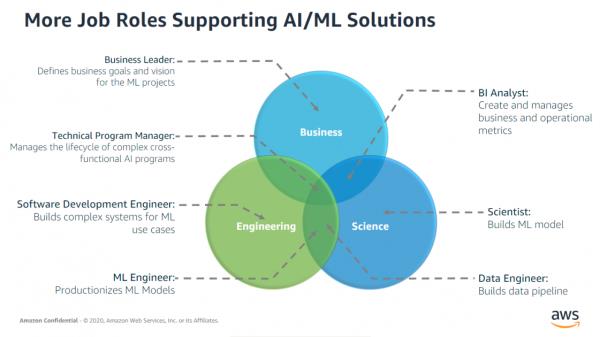 More Job Roles Supporting AI/ML Solutions
Business Leader:
Defines business goals and vision
for the ML projects
BI Analyst:
Create and manages
business and operational
metrics
Business
Technical Program Manager:
Manages the lifecycle of complex cross-
functional AI programs
Software Development Engineer:
Builds complex systems for ML
use cases
Engineering
Science
Scientist:
Builds ML model
ML Engineer:
Productionizes ML Models
Data Engineer:
Builds data pipeline
Amazon Confidential - © 2020, Amazon Web Services, Inc. or its Affiliates.
aws